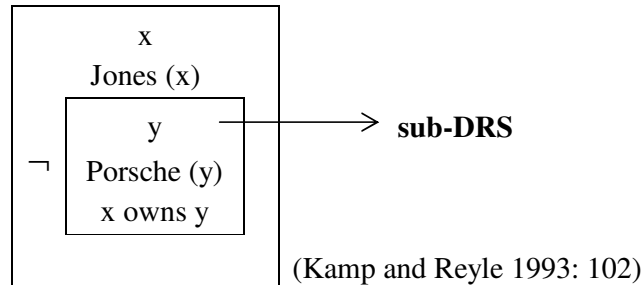 x
Jones (x)
y
sub-DRS
¬
Porsche (y)
x owns y
(Kamp and Reyle 1993: 102)